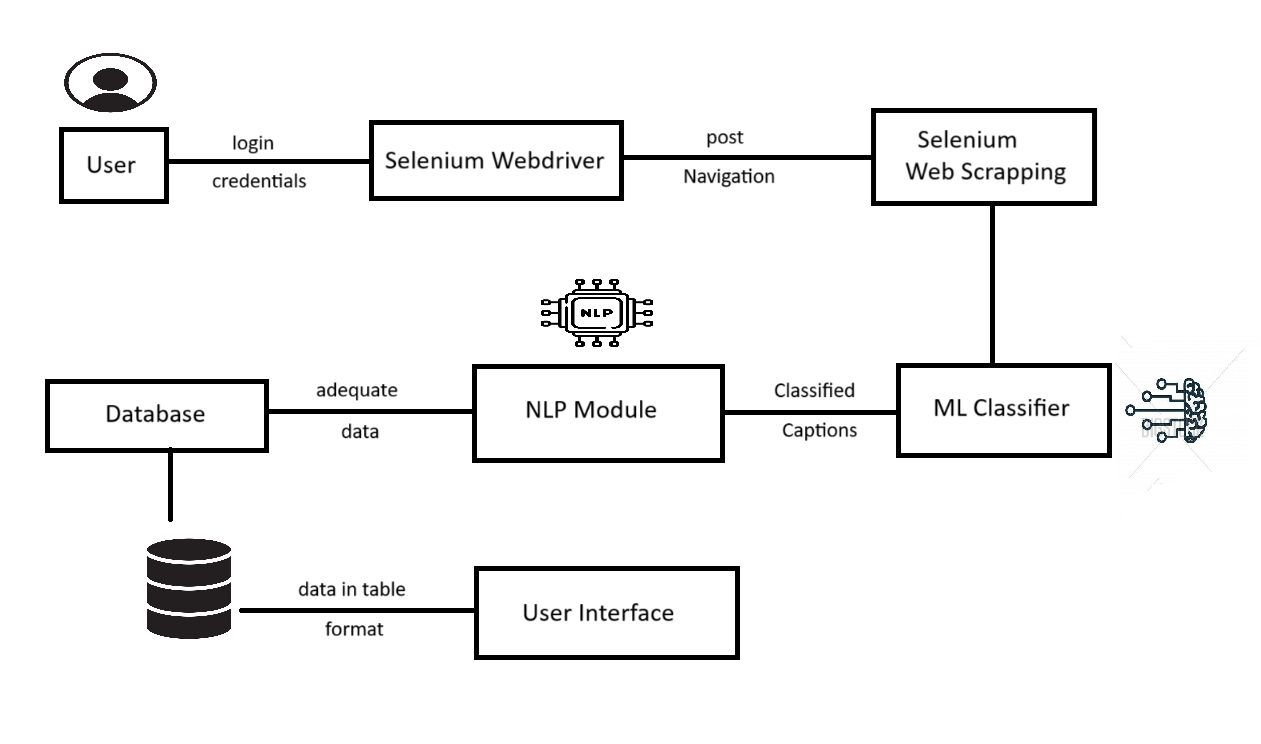 User
login
credentials
Selenium Webdriver
post
Navigation
Selenium
Web Scrapping
NLP
Database
adequate
data
NLP Module
Classified
Captions
ML Classifier
data in table
format
User Interface